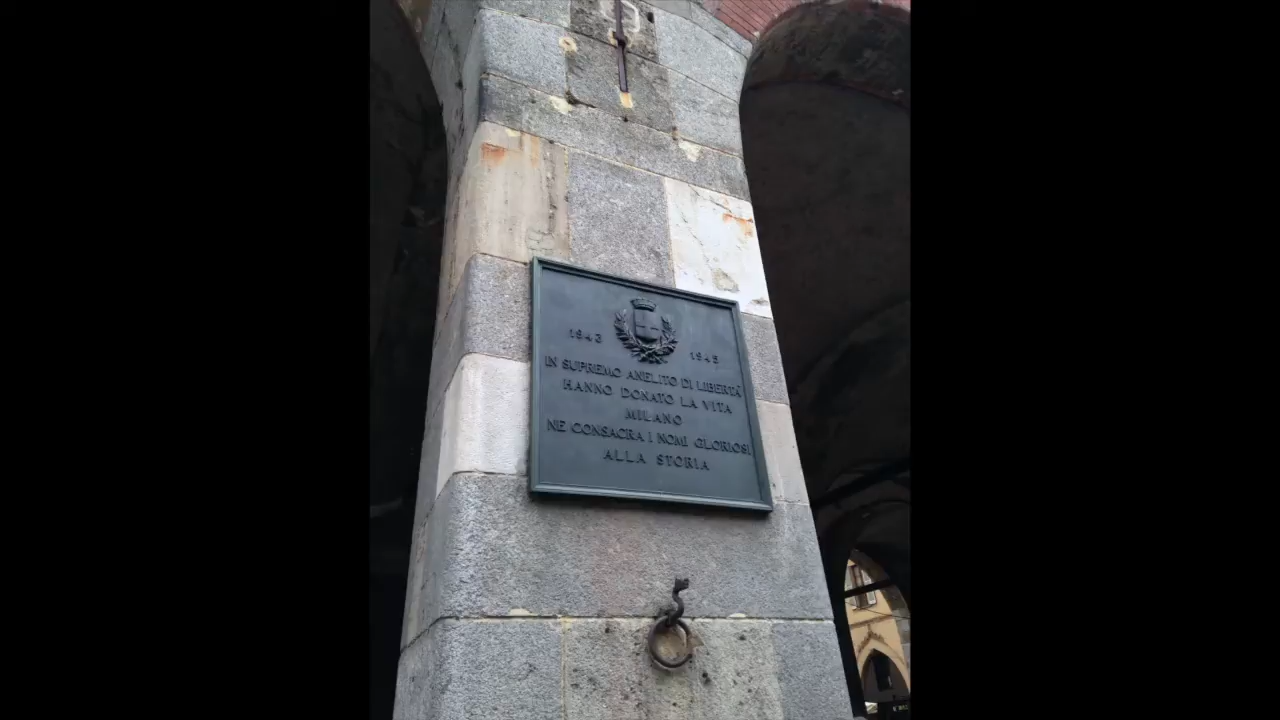 1943
1945
IN SUPREMO ANELITO DI LIBERTÀ
HANNO DONATO LA VITA
MILANO
NE CONSACRA I NOMI GLORIOSI
ALLA STORIA